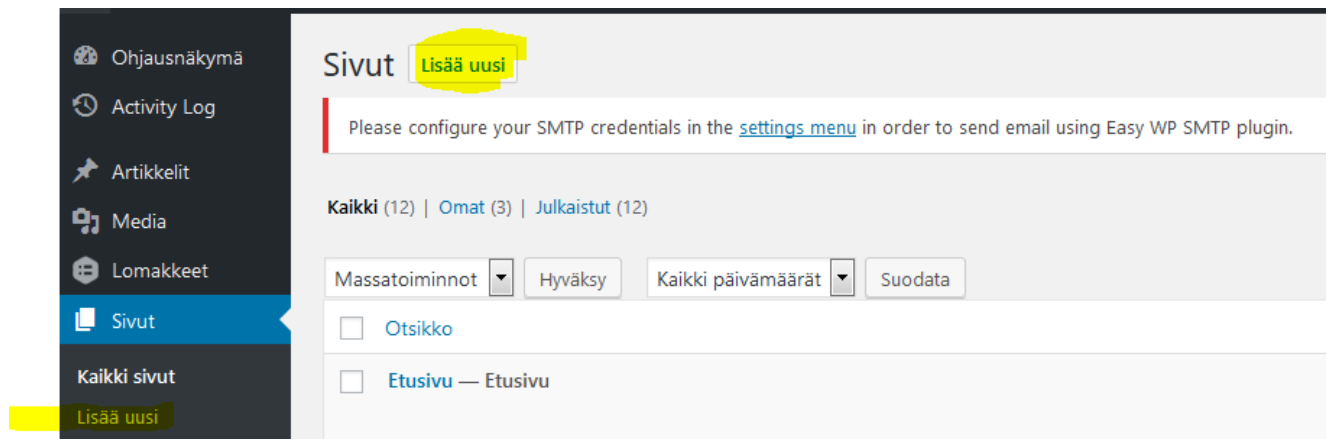 Ohjausnäkymä
Activity Log
Artikkelit
Media
Lomakkeet
Sivut
Kaikki sivut
Lisää uusi
Sivut Lisää uusi
Please configure your SMTP credentials in the settings menu in order to send email using Easy WP SMTP plugin.
Kaikki (12) | Omat (3) | Julkaistut (12)
Massatoiminnot Hyväksy Kaikki päivämäärät Suodata
Otsikko
Etusivu — Etusivu